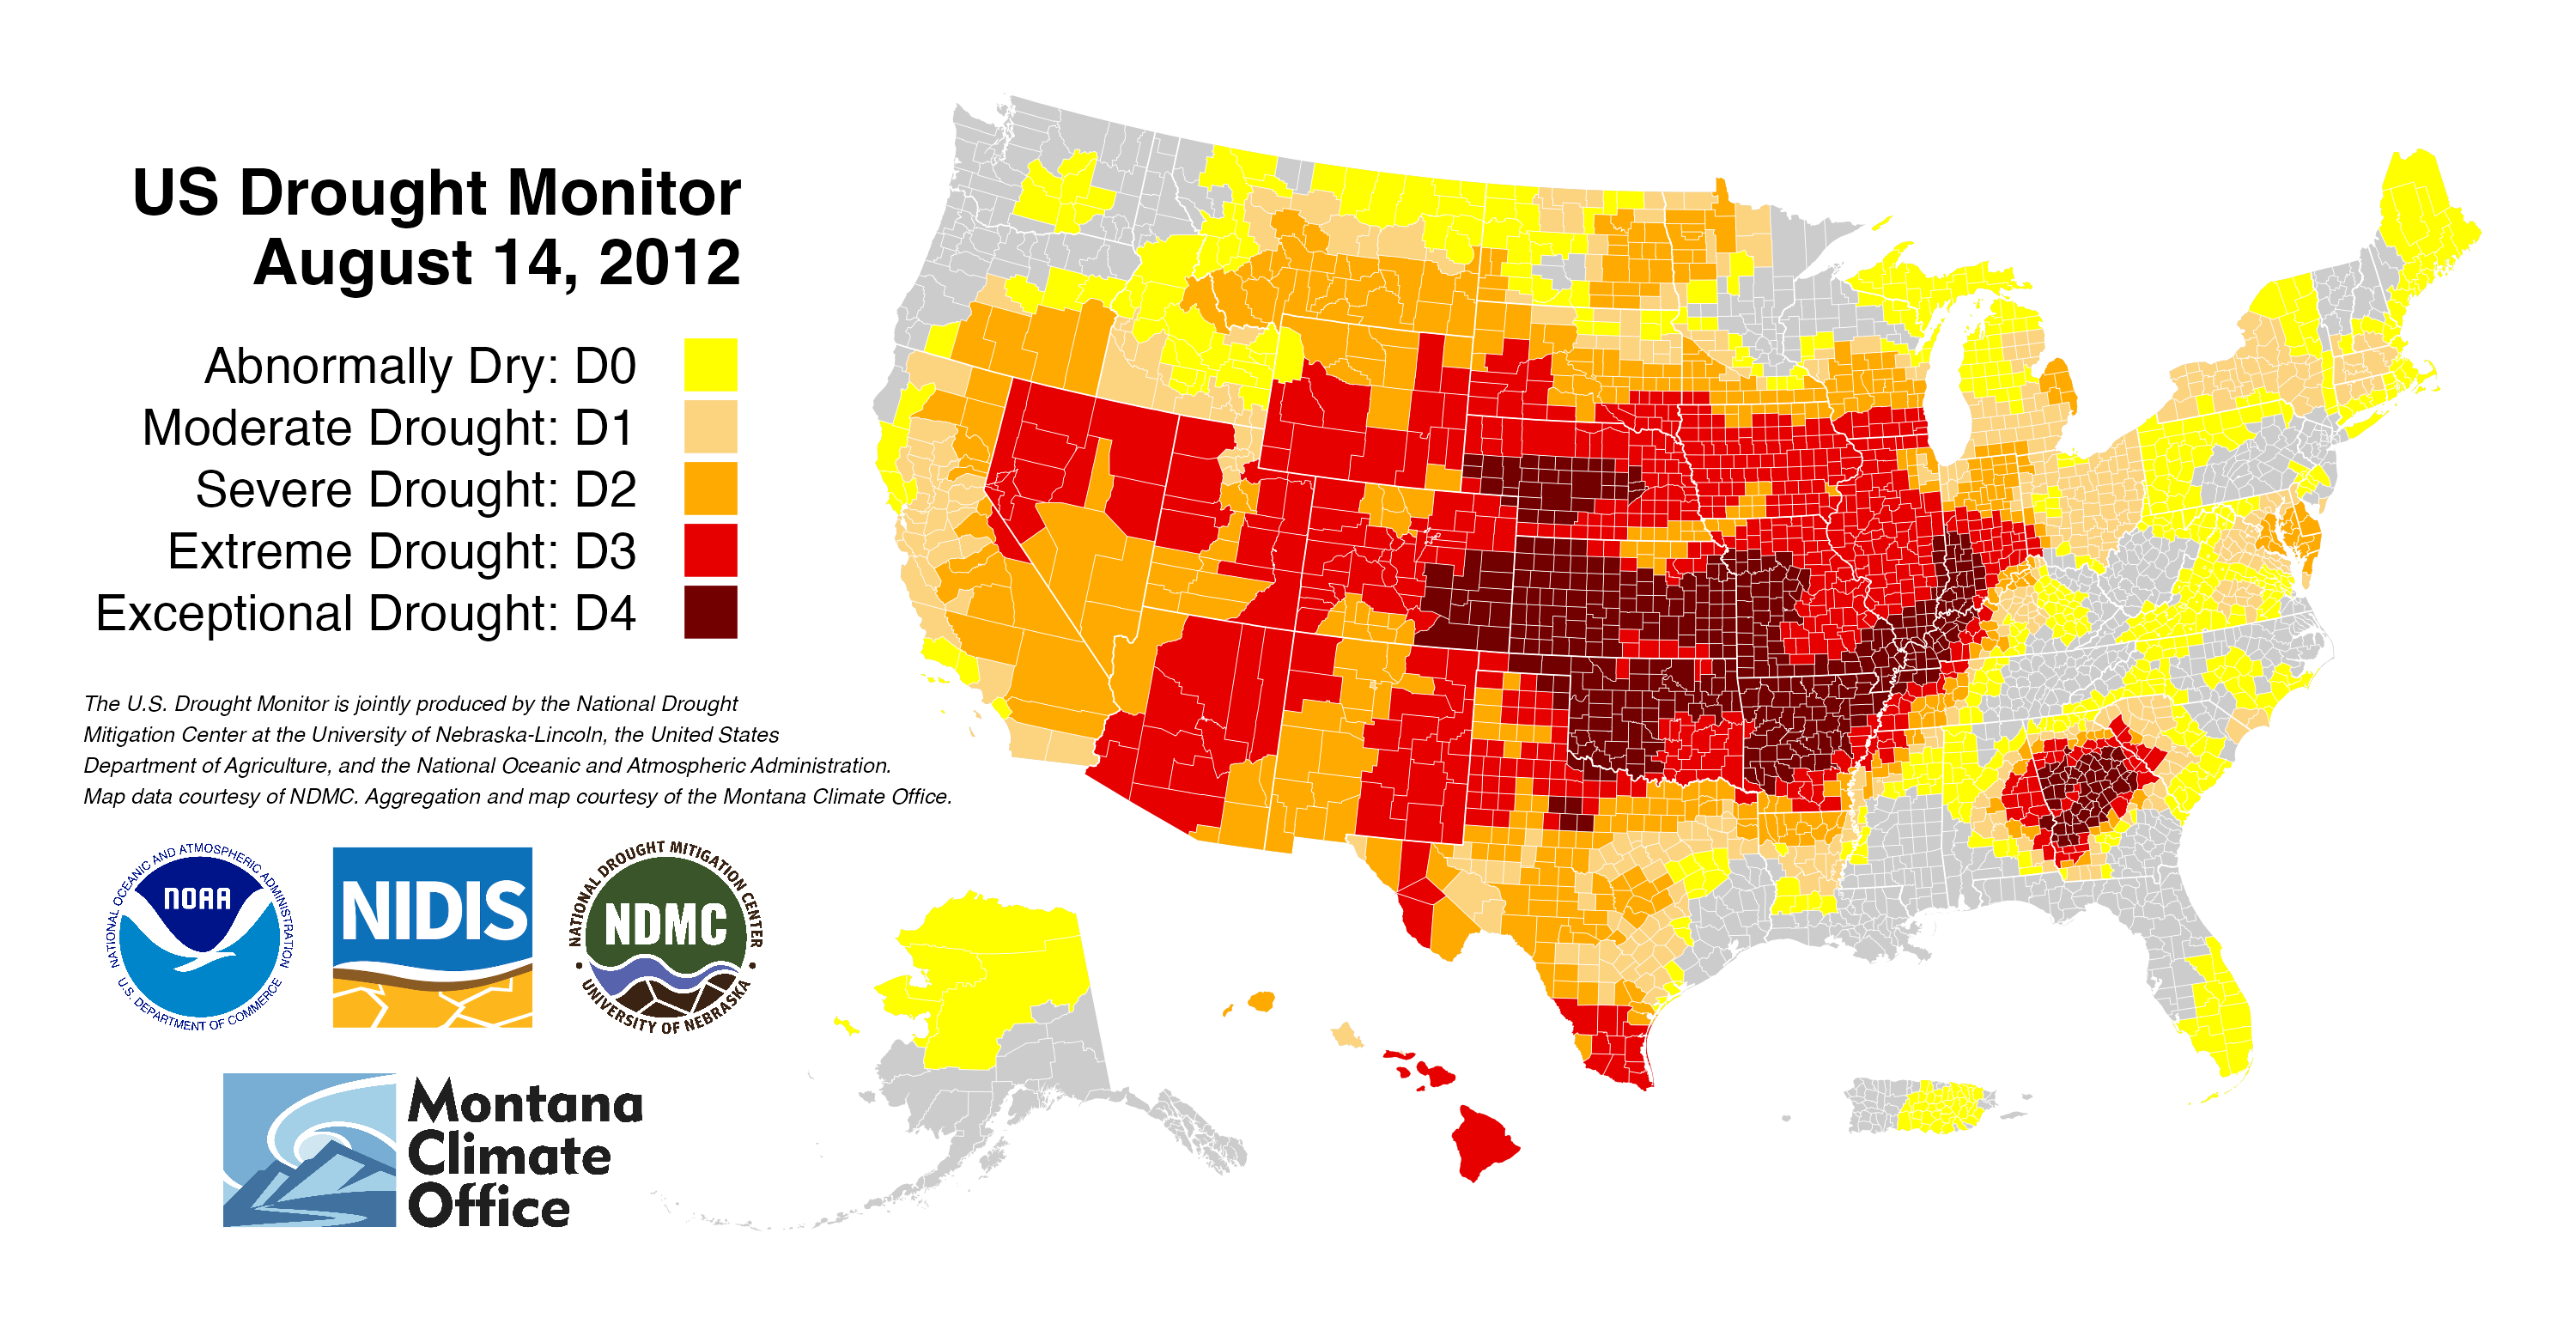 US Drought Monitor
August 14, 2012
Abnormally Dry: D0
Moderate Drought: D1
Severe Drought: D2
Extreme Drought: D3
Exceptional Drought: D4
The U.S. Drought Monitor is jointly produced by the National Drought
Mitigation Center at the University of Nebraska-Lincoln, the United States
Department of Agriculture, and the National Oceanic and Atmospheric Administration.
Map data courtesy of NDMC. Aggregation and map courtesy of the Montana Climate Office.
NATIONAL OCEANIC AND ATMOSPHERIC ADMINISTRATION
NOAA
U.S. DEPARTMENT OF COMMERCE
NIDIS
NATIONAL DROUGHT MITIGATION CENTER
NDMC
UNIVERSITY OF NEBRASKA
Montana
Climate
Office